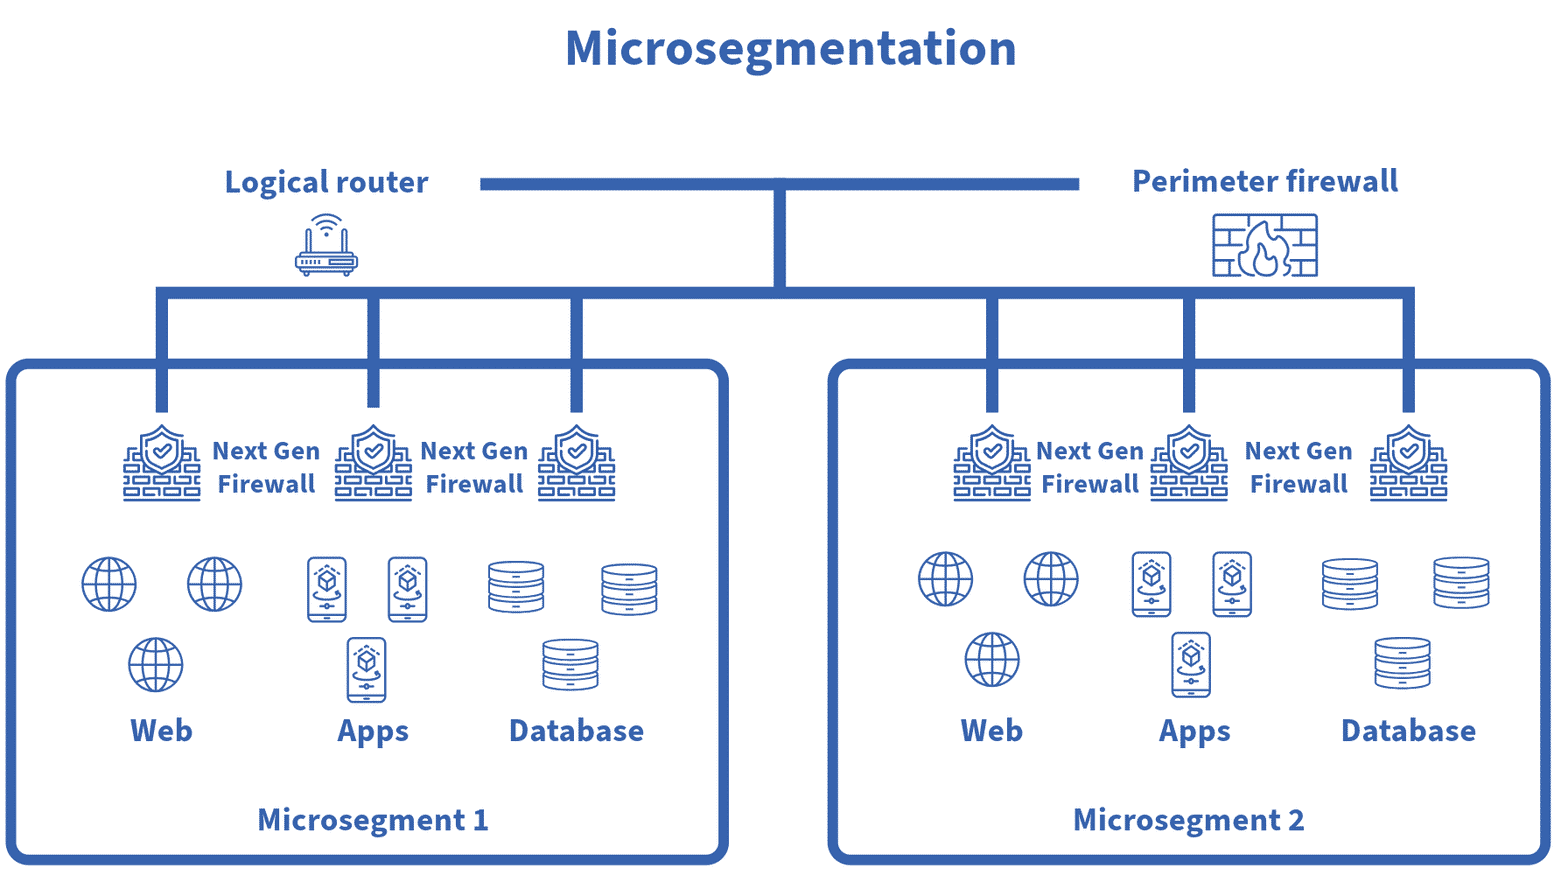 Microsegmentation
Logical router
Perimeter firewall
Next Gen
Firewall
Next Gen
Firewall
Next Gen
Firewall
Next Gen
Firewall
Web
Apps
Database
Web
Apps
Database
Microsegment 1
Microsegment 2